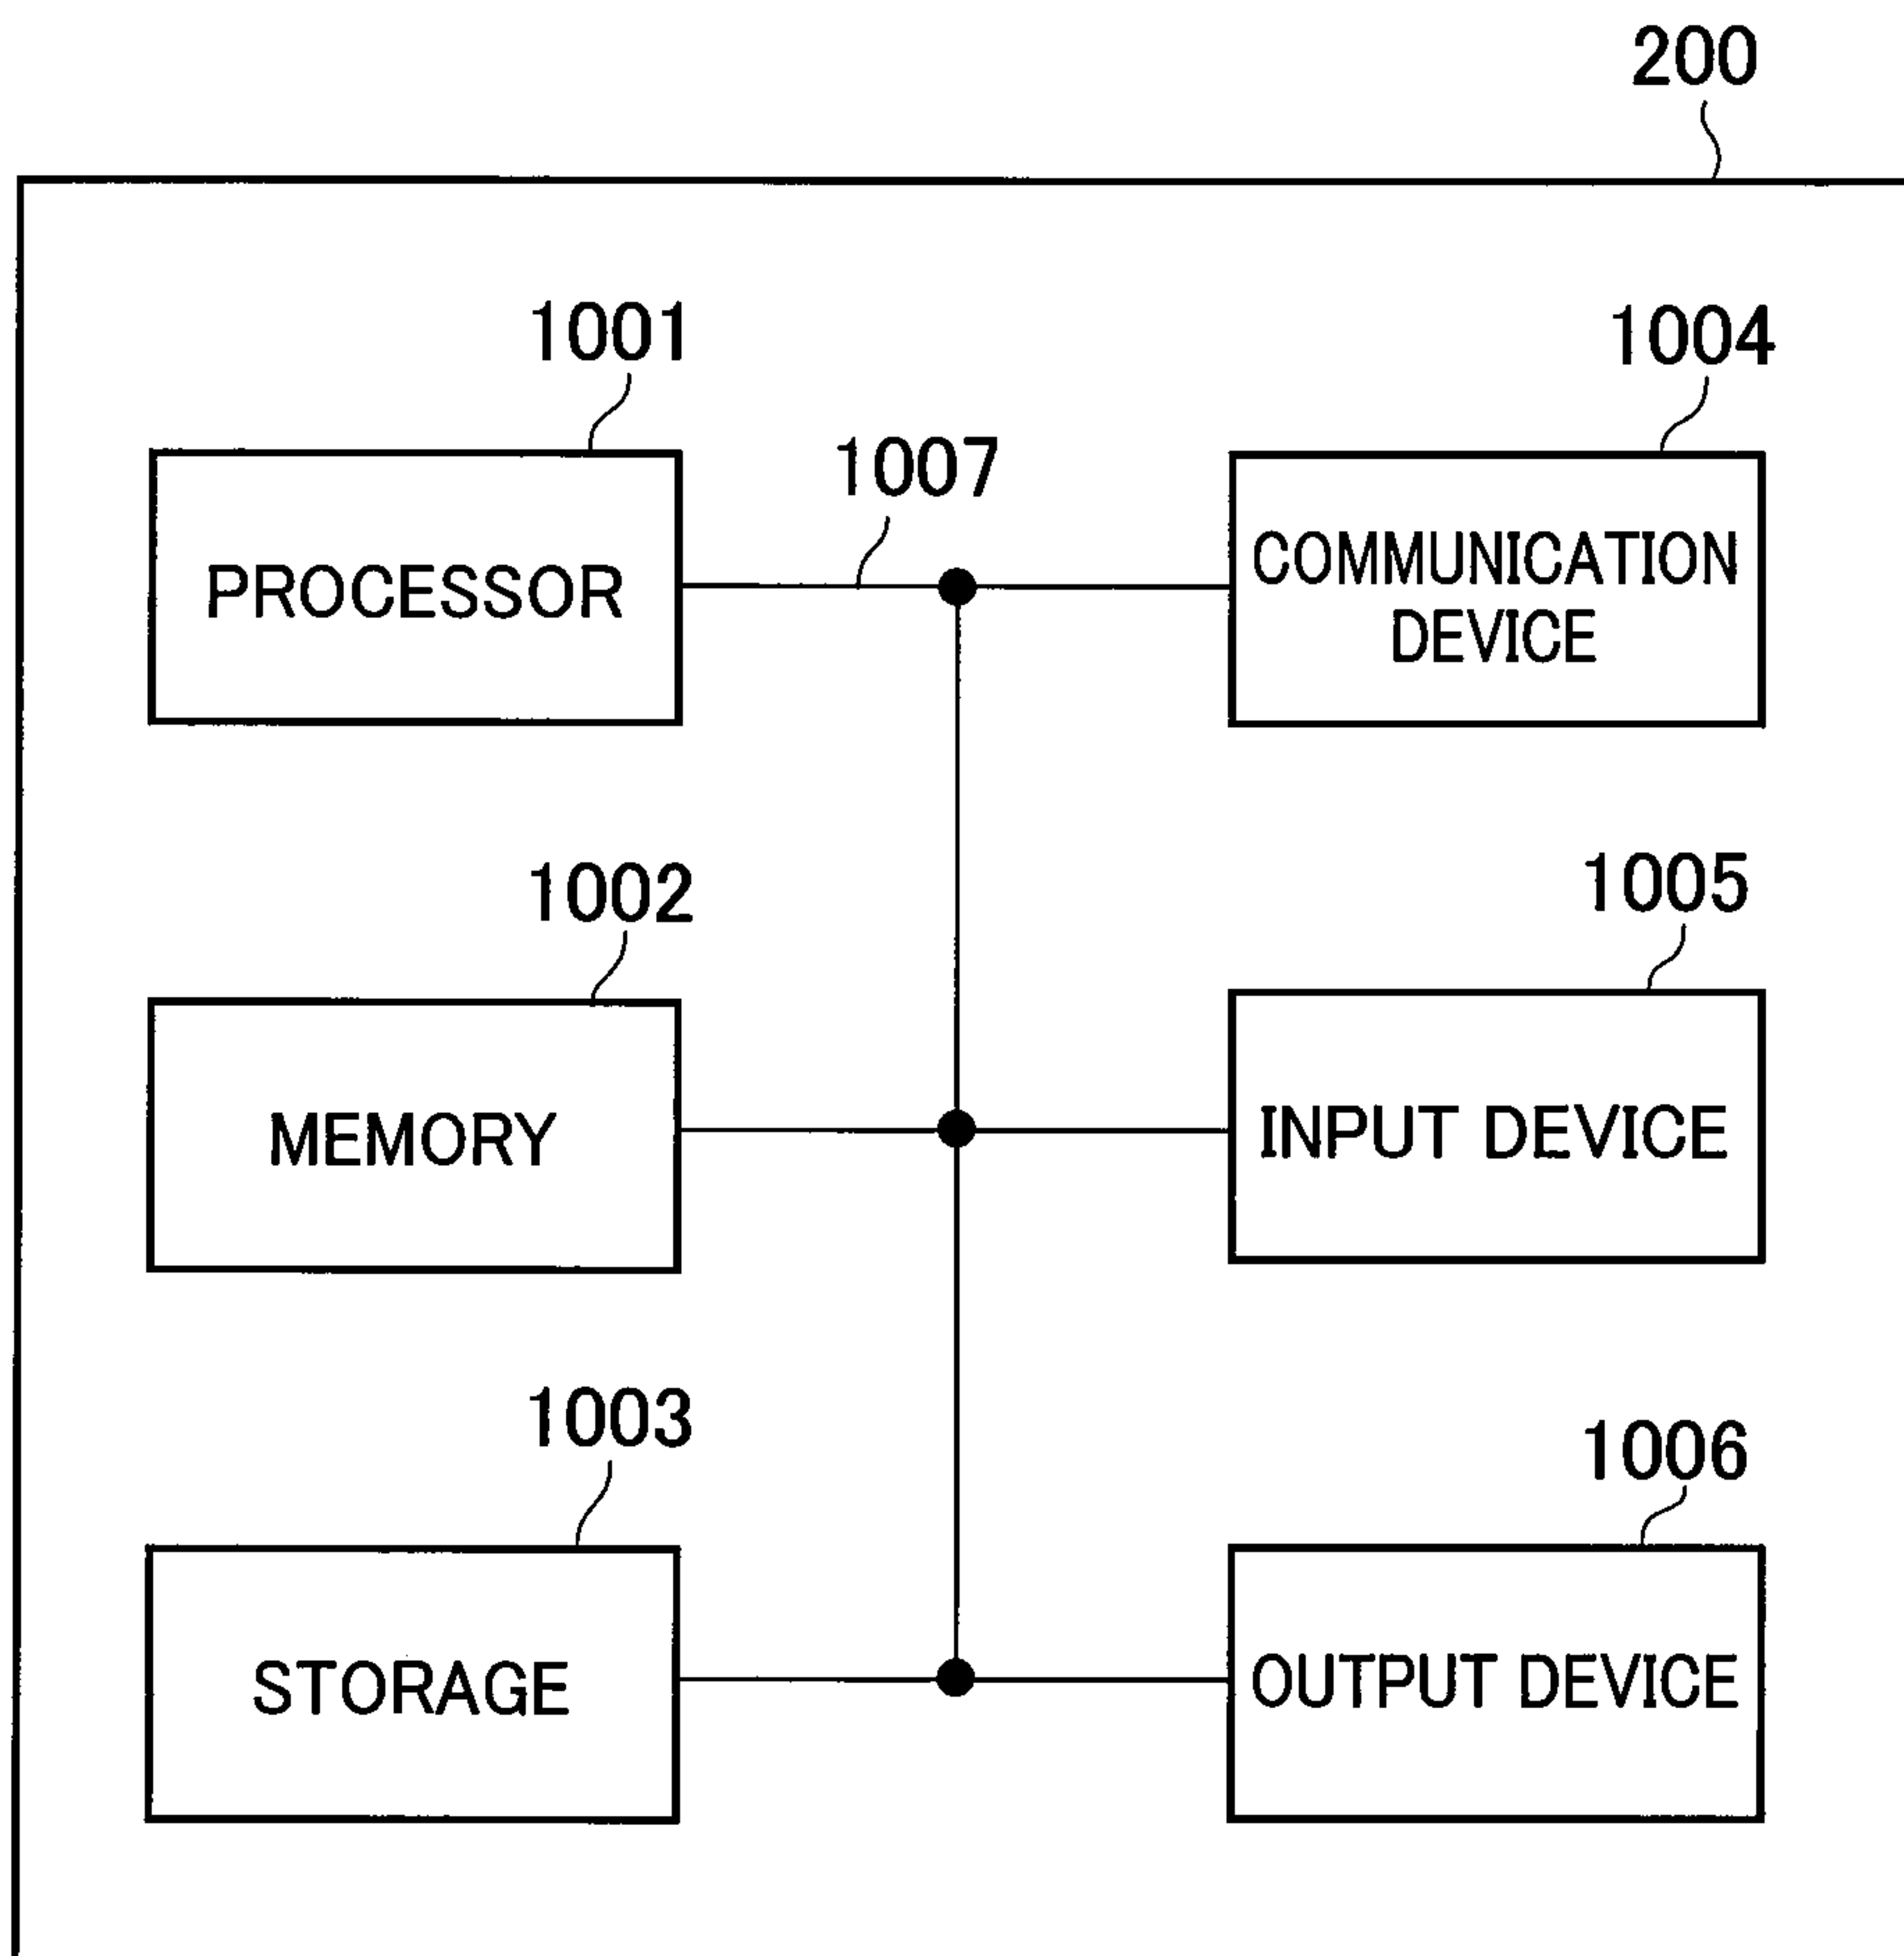 200
1001
1004
1007
PROCESSOR
COMMUNICATION
DEVICE
1002
1005
MEMORY
INPUT DEVICE
1003
1006
STORAGE
OUTPUT DEVICE